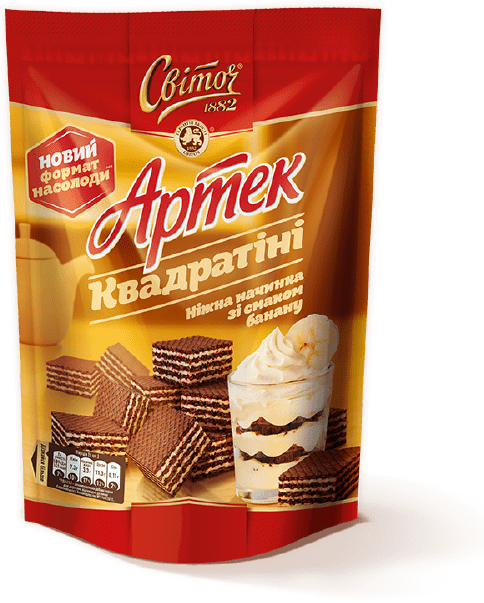 Світоч®
1882
НОВИЙ
формат
насолоди...
Артек
Квадратіні
Ніжна начинка
зі смаком
банану